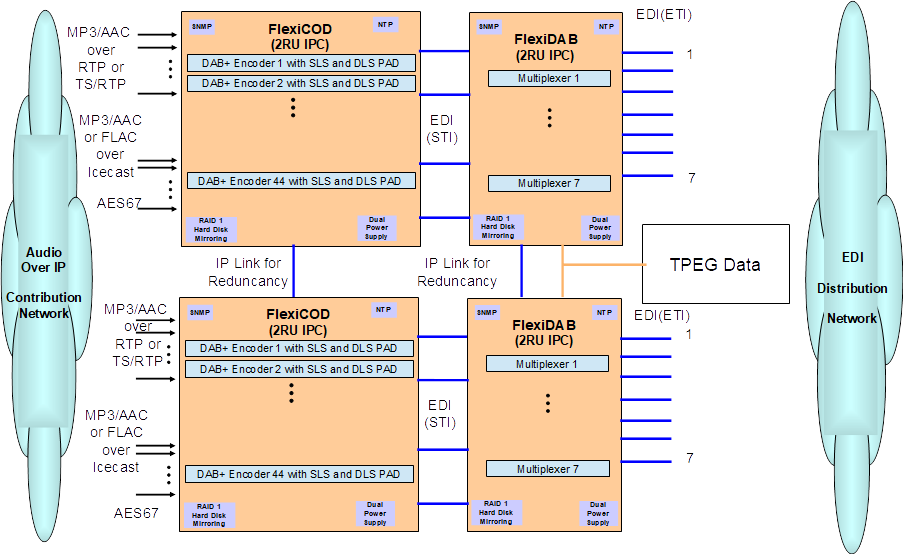 EDI(ETI)
SNMP
NTP
FlexiCOD
(2RU IPC)
SNMP
NTP
FlexiDAB
(2RU IPC)
MP3/AAC
over
RTP or
TS/RTP
DAB+ Encoder 1 with SLS and DLS PAD
DAB+ Encoder 2 with SLS and DLS PAD
Multiplexer 1
1
MP3/AAC
or FLAC
over
Icecast
EDI
(STI)
DAB+ Encoder 44 with SLS and DLS PAD
Multiplexer 7
7
AES67
RAID 1
Hard Disk
Mirroring
Dual
Power
Supply
RAID 1
Hard Disk
Mirroring
Dual
Power
Supply
Audio
Over IP
Contribution
Network
IP Link for
Redundancy
IP Link for
Redundancy
TPEG Data
EDI
Distribution
Network
MP3/AAC
over
RTP or
TS/RTP
SNMP
NTP
FlexiCOD
(2RU IPC)
SNMP
NTP
FlexiDAB
(2RU IPC)
EDI(ETI)
1
DAB+ Encoder 1 with SLS and DLS PAD
DAB+ Encoder 2 with SLS and DLS PAD
Multiplexer 1
MP3/AAC
or FLAC
over
Icecast
EDI
(STI)
DAB+ Encoder 44 with SLS and DLS PAD
Multiplexer 7
7
AES67
RAID 1
Hard Disk
Mirroring
Dual
Power
Supply
RAID 1
Hard Disk
Mirroring
Dual
Power
Supply